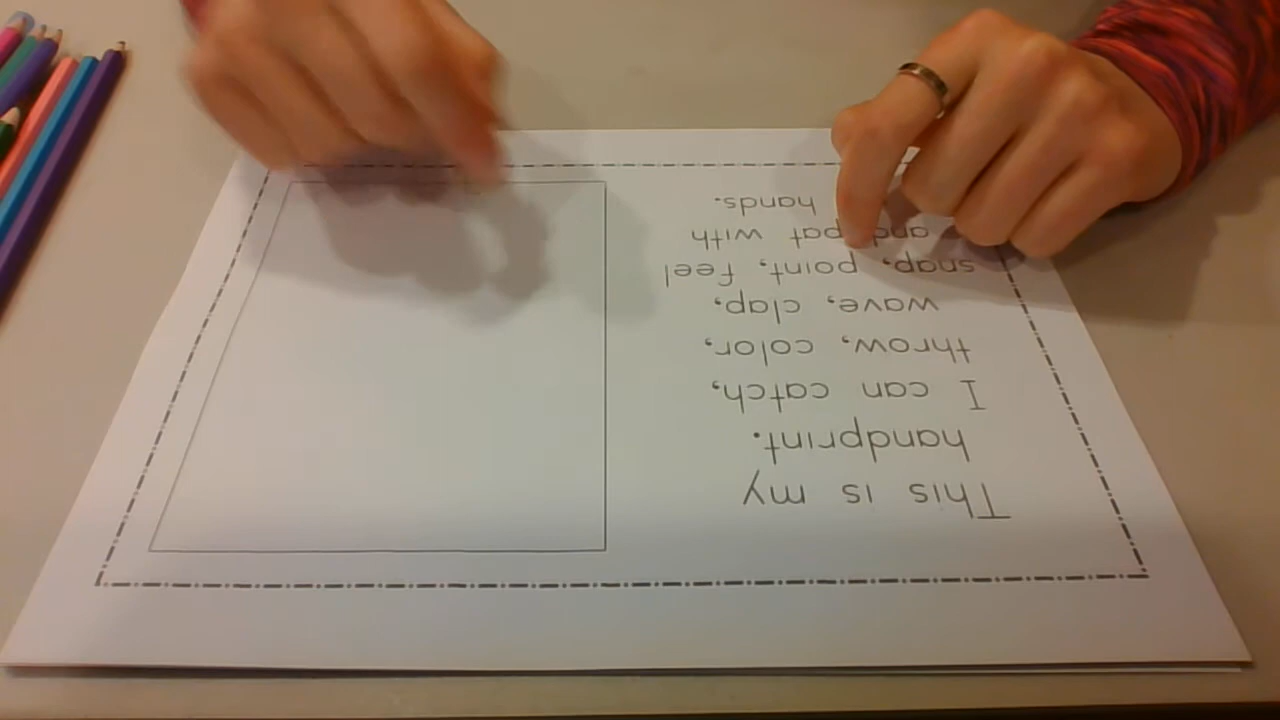 This is my
handprint.
I can catch,
throw, color,
wave, clap,
snap, point, feel
and pat with
hands.